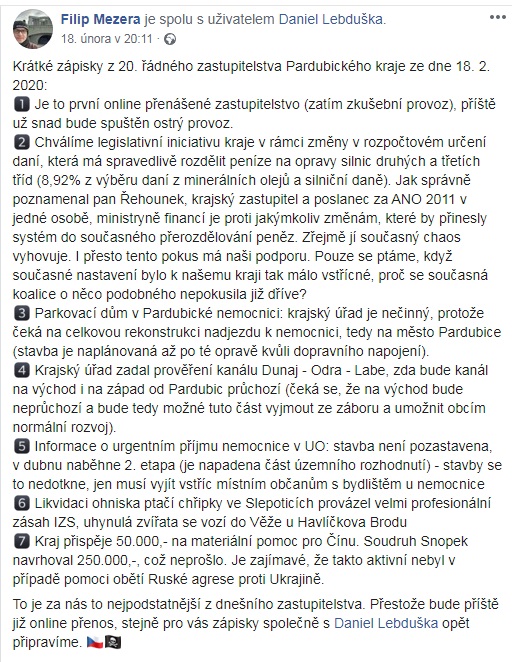 Filip Mezera je spolu s uživatelem Daniel Lebduška.
18. února v 20:11 ·
Krátké zápisky z 20. řádného zastupitelstva Pardubického kraje ze dne 18. 2.
2020:
1 Je to první online přenášené zastupitelstvo (zatím zkušební provoz), příště
už snad bude spuštěn ostrý provoz.
2 Chválíme legislativní iniciativu kraje v rámci změny v rozpočtovém určení
daní, která má spravedlivě rozdělit peníze na opravy silnic druhých a třetích
tříd (8,92% z výběru daní z minerálních olejů a silniční daně). Jak správně
poznamenal pan Řehounek, krajský zastupitel a poslanec za ANO 2011 v
jedné osobě, ministryně financí je proti jakýmkoliv změnám, které by přinesly
systém do současného přerozdělování peněz. Zřejmě jí současný chaos
vyhovuje. I přesto tento pokus má naši podporu. Pouze se ptáme, když
současné nastavení bylo k našemu kraji tak málo vstřícné, proč se současná
koalice o něco podobného nepokusila již dříve?
3 Parkovací dům v Pardubické nemocnici: krajský úřad je nečinný, protože
čeká na celkovou rekonstrukci nadjezdu k nemocnici, tedy na město Pardubice
(stavba je naplánovaná až po té opravě kvůli dopravního napojení).
4 Krajský úřad zadal prověření kanálu Dunaj - Odra - Labe, zda bude kanál
na východ i na západ od Pardubic průchozí (čeká se, že na východ bude
neprůchozí a bude tedy možné tuto část vyjmout ze záboru a umožnit obcím
normální rozvoj).
5 Informace o urgentním příjmu nemocnice v UO: stavba není pozastavena,
v dubnu naběhne 2. etapa (je napadena část územního rozhodnutí) - stavby se
to nedotkne, jen musí vyjít vstříc místním občanům s bydlištěm u nemocnice
6 Likvidaci ohniska ptačí chřipky ve Slepoticích provázel velmi profesionální
zásah IZS, uhynulá zvířata se vozí do Věže u Havlíčkova Brodu
7 Kraj přispěje 50.000,- na materiální pomoc pro Čínu. Soudruh Snopek
navrhoval 250.000,-, což neprošlo. Je zajímavé, že takto aktivní nebyl v
případě pomoci obětí Ruské agrese proti Ukrajině.
To je za nás to nejpodstatnější z dnešního zastupitelstva. Přestože bude příště
již online přenos, stejně pro vás zápisky společně s Daniel Lebduška opět
připravíme.